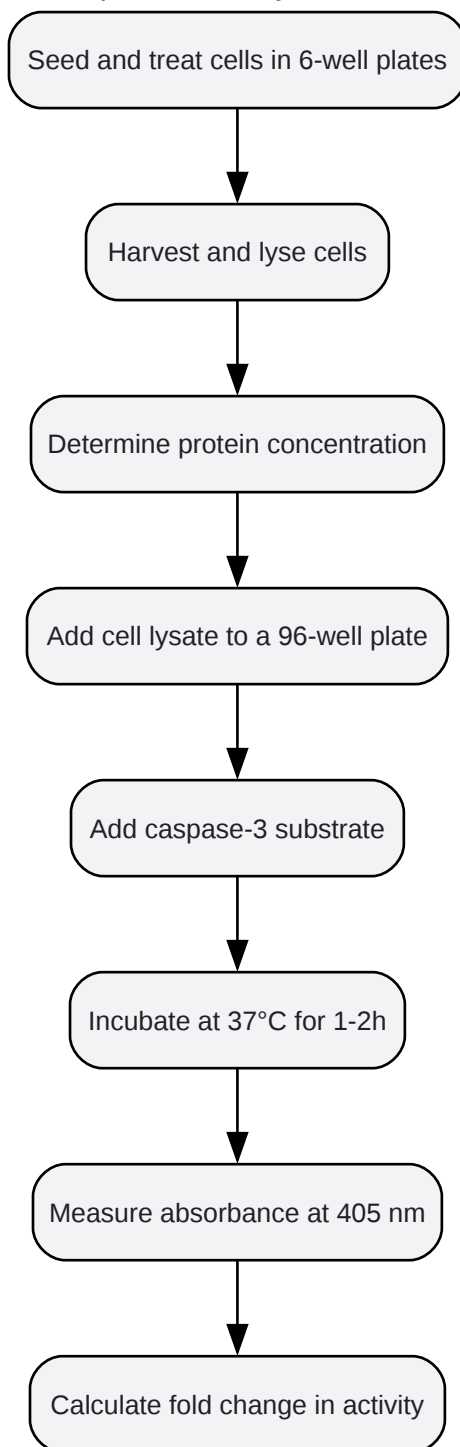 Seed and treat cells in 6-well plates
Harvest and lyse cells
Determine protein concentration
Add cell lysate to a 96-well plate
Add caspase-3 substrate
Incubate at 37°C for 1-2h
Measure absorbance at 405 nm
Calculate fold change in activity